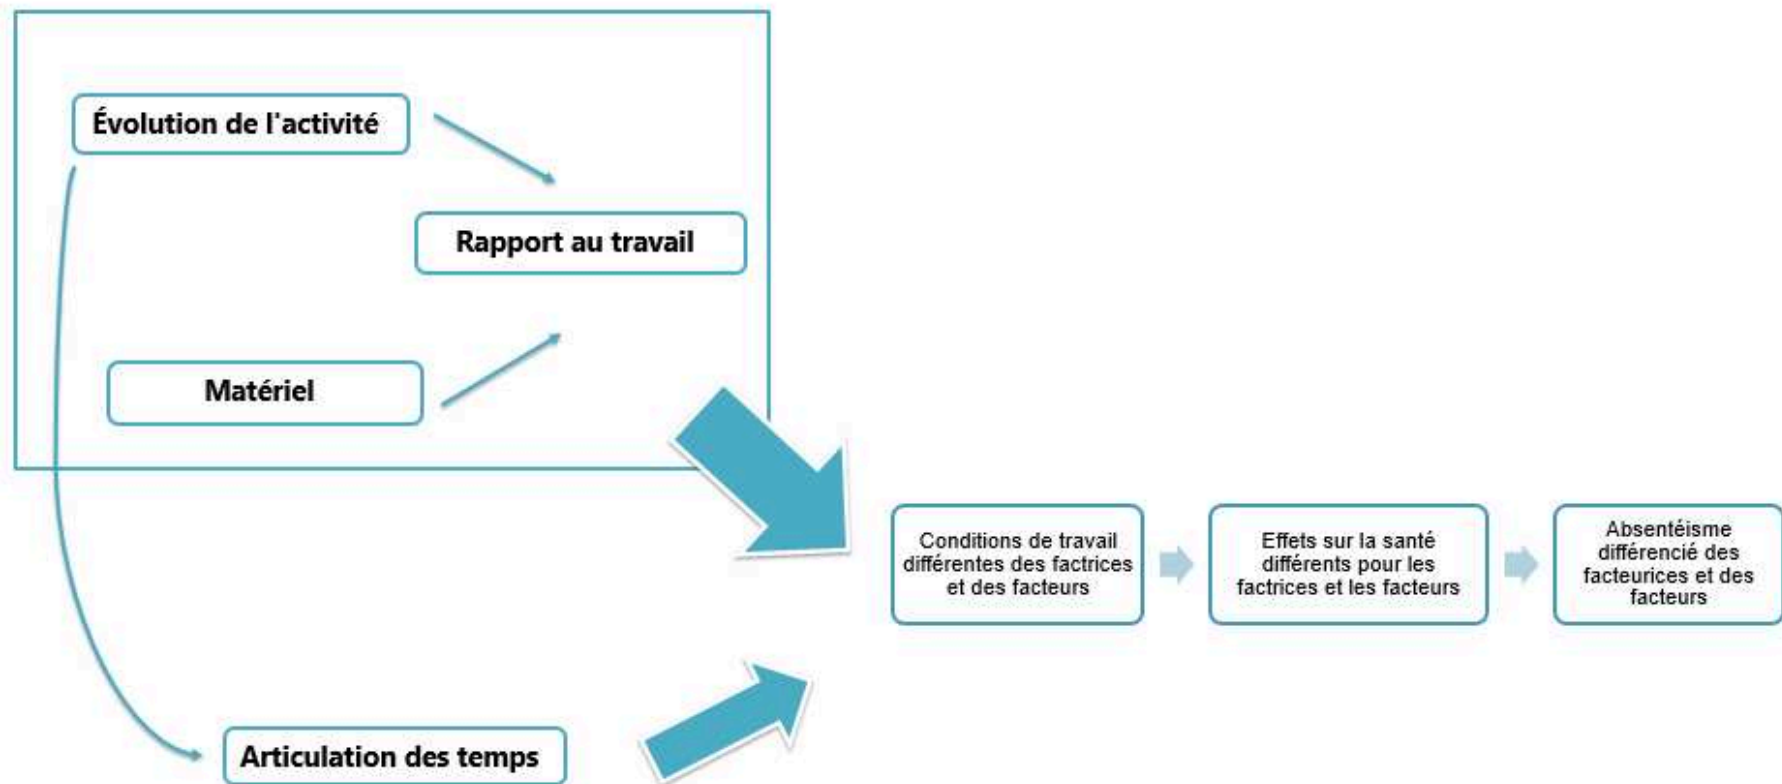 Évolution de l'activité
Rapport au travail
Matériel
Conditions de travail
différentes des factrices
et des facteurs
Effets sur la santé
différents pour les
factrices et les facteurs
Absentéisme
différencié des
facteurices et des
facteurs
Articulation des temps